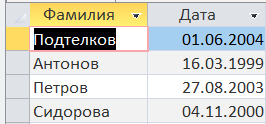 Фамилия Дата
Подтелков 01.06.2004
Антонов 16.03.1999
Петров 27.08.2003
Сидорова 04.11.2000